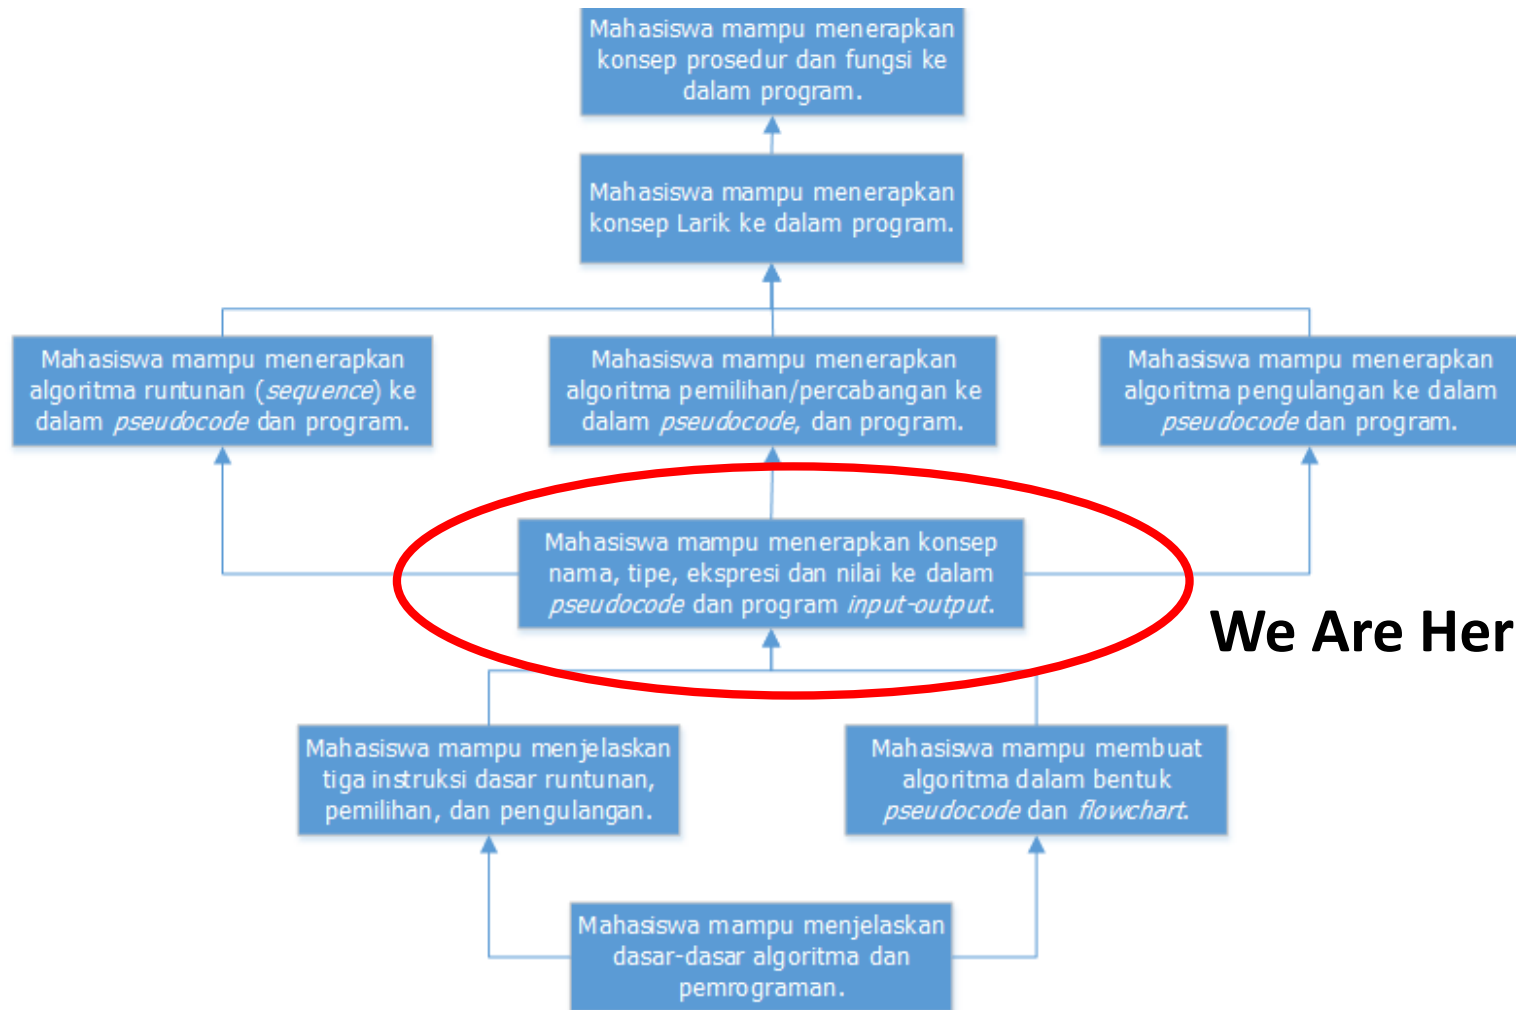 Mahasiswa mampu menerapkan
konsep prosedur dan fungsi ke
dalam program.
Mahasiswa mampu menerapkan
konsep Larik ke dalam program.
Mahasiswa mampu menerapkan
algoritma runtunan (sequence) ke
dalam pseudocode dan program.
Mahasiswa mampu menerapkan
algoritma pemilihan/percabangan ke
dalam pseudocode, dan program.
Mahasiswa mampu menerapkan
algoritma pengulangan ke dalam
pseudocode dan program.
Mahasiswa mampu menerapkan konsep
nama, tipe, ekspresi dan nilai ke dalam
pseudocode dan program input-output.
We Are Her
Mahasiswa mampu menjelaskan
tiga instruksi dasar runtunan,
pemilihan, dan pengulangan.
Mahasiswa mampu membuat
algoritma dalam bentuk
pseudocode dan flowchart.
Mahasiswa mampu menjelaskan
dasar-dasar algoritma dan
pemrograman.